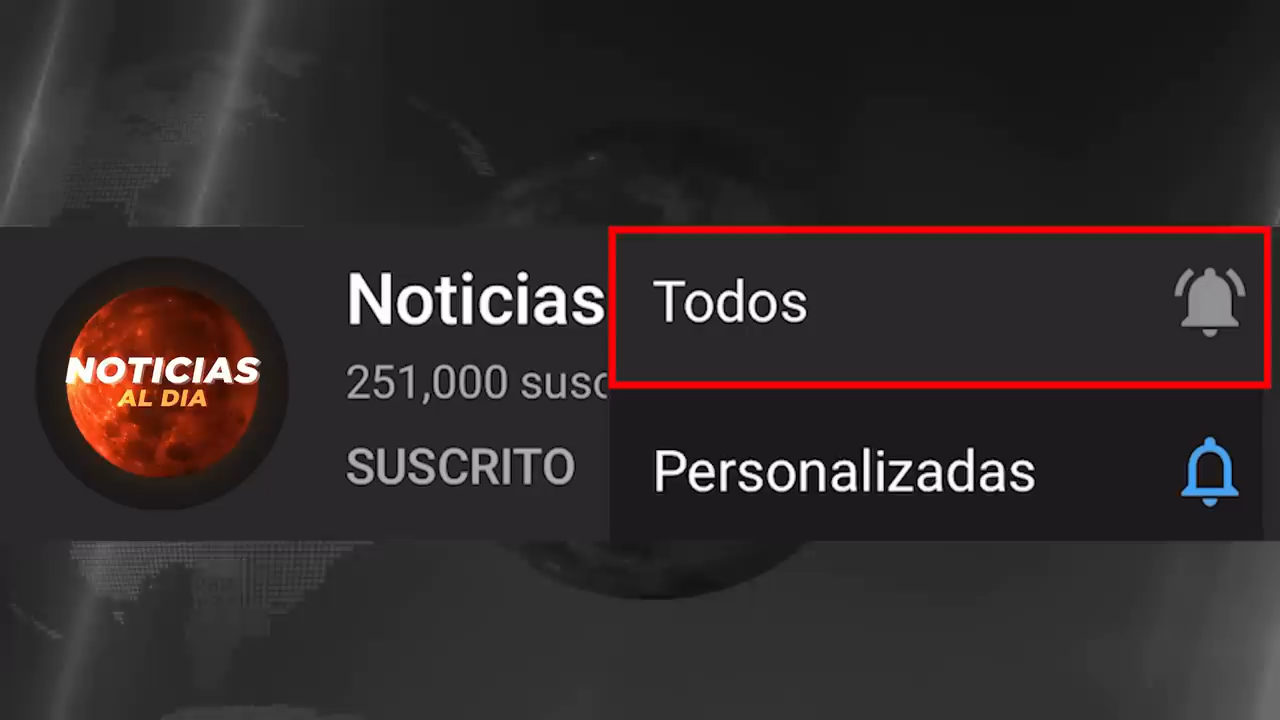 NOTICIAS
AL DIA
Noticias
251,000 susc
SUSCRITO
Todos
Personalizadas